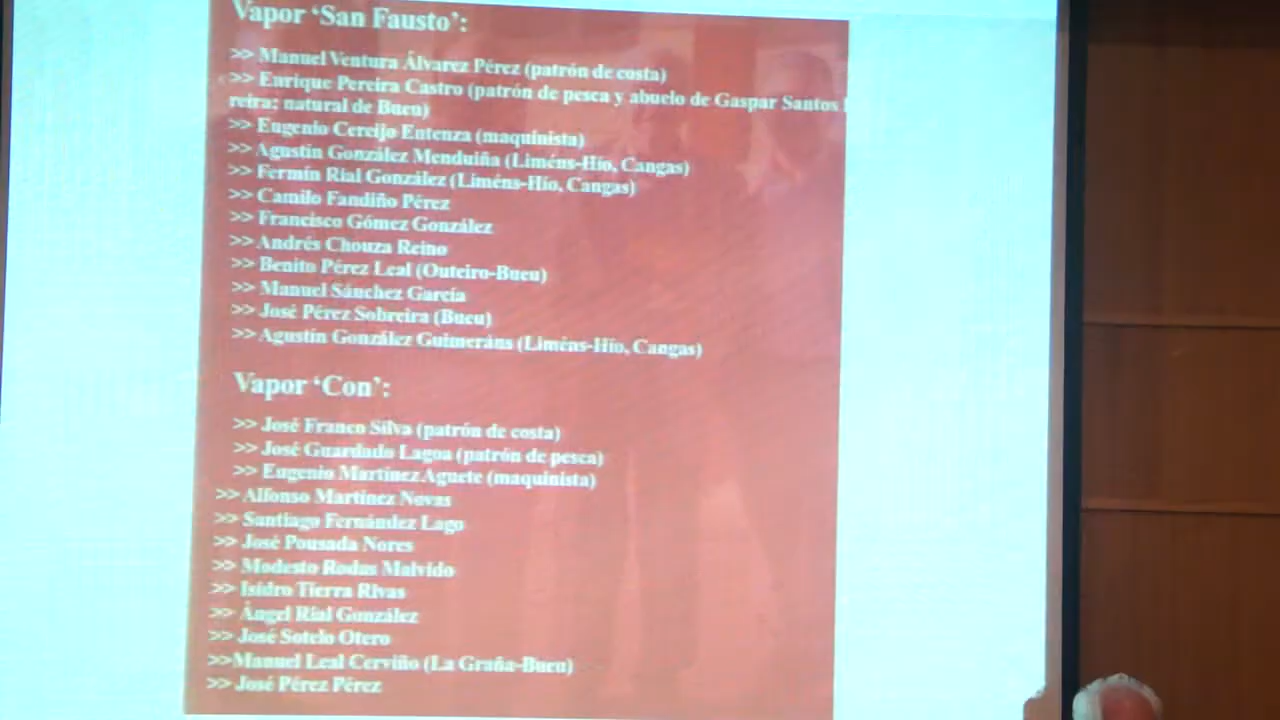 Vapor ‘San Fausto’:
>> Manuel Ventura Álvarez Pérez (patrón de costa)
>> Enrique Pereira Castro (patrón de pesca y abuelo de Gaspar Santos
reira; natural de Bueu)
>> Eugenio Cereijo Entenza (maquinista)
>> Agustín González Menduiña (Liméns-Hío, Cangas)
>> Fermín Rial González (Liméns-Hío, Cangas)
>> Camilo Fandiño Pérez
>> Francisco Gómez González
>> Andrés Chouza Reino
>> Benito Pérez Leal (Outeiro-Bueu)
>> Manuel Sánchez García
>> José Pérez Sobreira (Bueu)
>> Agustín González Guimeráns (Liméns-Hío, Cangas)
Vapor ‘Con’:
>> José Franco Silva (patrón de costa)
>> José Guardado Lagoa (patrón de pesca)
>> Eugenio Martínez Aguete (maquinista)
>> Alfonso Martínez Novas
>> Santiago Fernández Lago
>> José Pousada Nores
>> Modesto Rodas Malvido
>> Isidro Tierra Rivas
>> Ángel Rial González
>> José Sotelo Otero
>>Manuel Leal Cerviño (La Graña-Bueu)
>> José Pérez Pérez